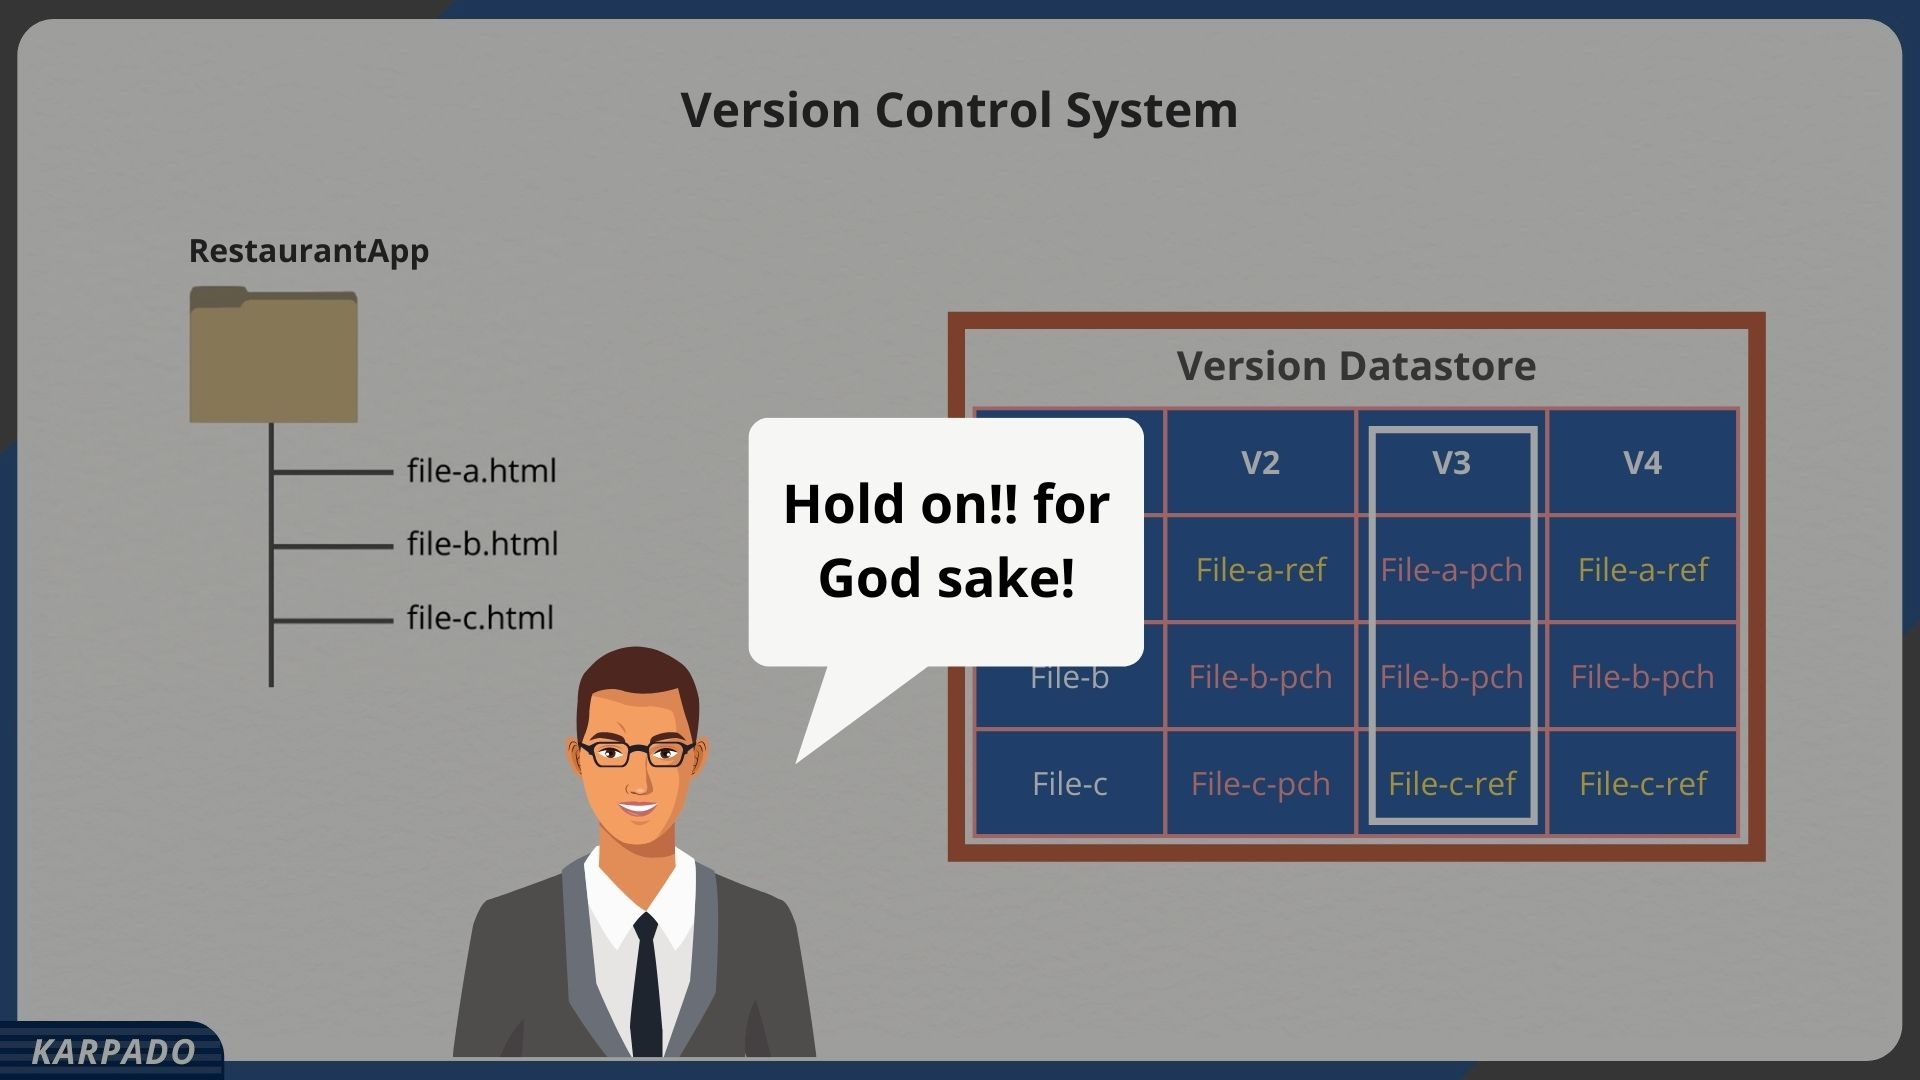 Version Control System
RestaurantApp
file-a.html
file-b.html
file-c.html
Version Datastore
V2 V3 V4
File-a-ref File-a-pch File-a-ref
File-b File-b-pch File-b-pch File-b-pch
File-c File-c-pch File-c-ref File-c-ref
Hold on!! for
God sake!
KARPADO